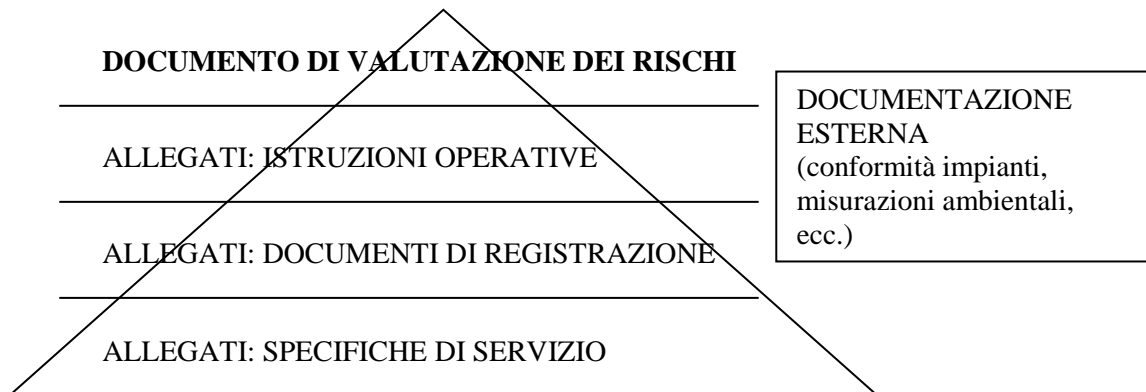 DOCUMENTO DI VALUTAZIONE DEI RISCHI
ALLEGATI: ISTRUZIONI OPERATIVE
ALLEGATI: DOCUMENTI DI REGISTRAZIONE
ALLEGATI: SPECIFICHE DI SERVIZIO
DOCUMENTAZIONE
ESTERNA
(conformità impianti,
misurazioni ambientali,
ecc.)